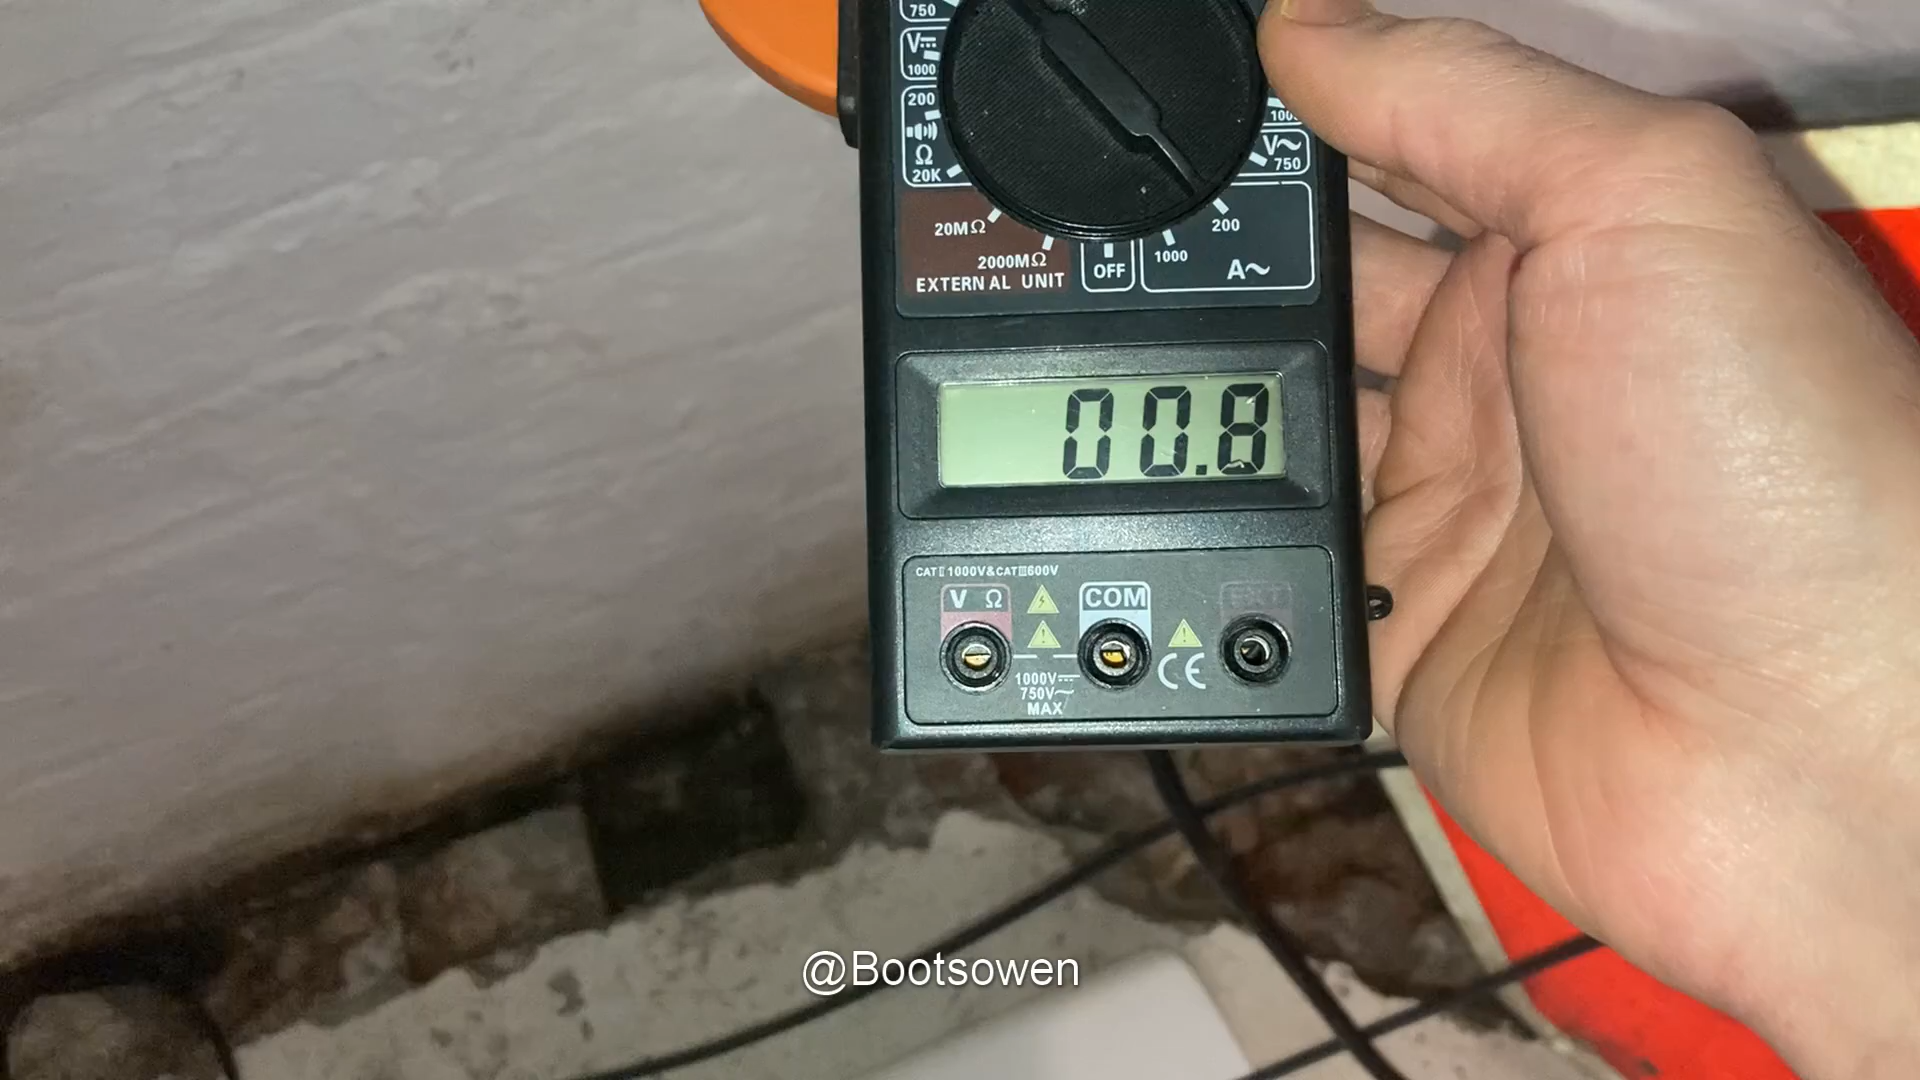 750
V⎓
1000
200
Ω
20K
20MΩ
2000MΩ
EXTERNAL UNIT
OFF
1000
200
A~
V~
750
00.8
CAT II 1000V&CAT III 600V
V Ω
COM
EXT
1000V⎓
750V~
MAX
CE
@Bootsowen